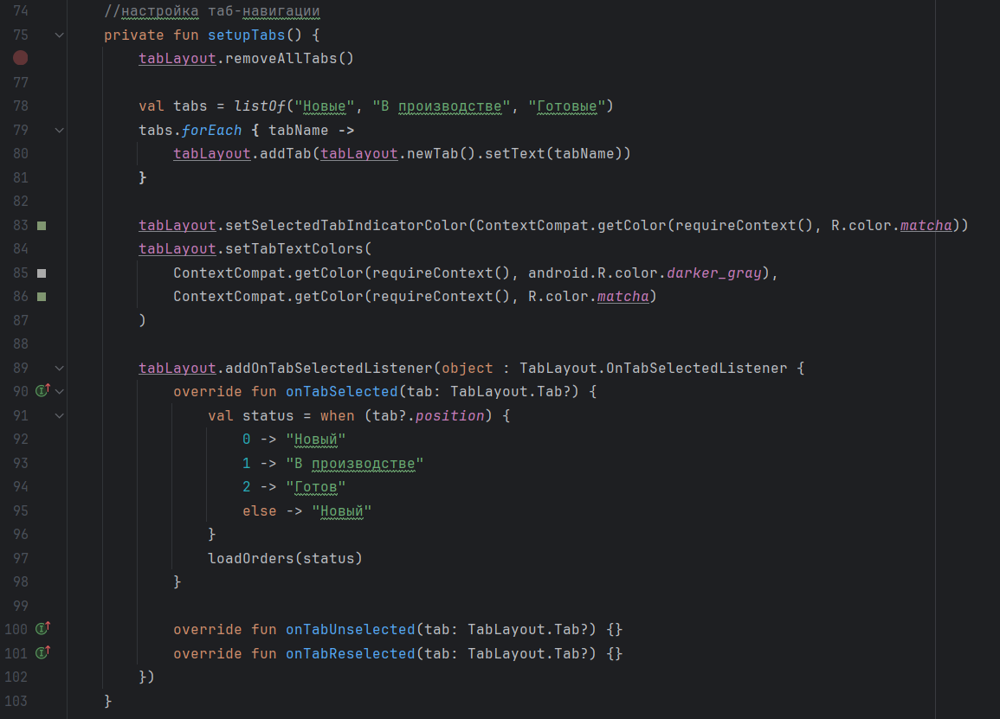 74 //настройка таб-навигации
75 private fun setupTabs() {
tabLayout.removeAllTabs()
77
78 val tabs = listOf("Новые", "В производстве", "Готовые")
79 tabs.forEach { tabName ->
80 tabLayout.addTab(tabLayout.newTab().setText(tabName))
81 }
82
83 tabLayout.setSelectedTabIndicatorColor(ContextCompat.getColor(requireContext(), R.color.matcha))
84 tabLayout.setTabTextColors(
85 ContextCompat.getColor(requireContext(), android.R.color.darker_gray),
86 ContextCompat.getColor(requireContext(), R.color.matcha)
87 )
88
89 tabLayout.addOnTabSelectedListener(object : TabLayout.OnTabSelectedListener {
90 override fun onTabSelected(tab: TabLayout.Tab?) {
91 val status = when (tab?.position) {
92 0 -> "Новый"
93 1 -> "В производстве"
94 2 -> "Готов"
95 else -> "Новый"
96 }
97 loadOrders(status)
98 }
99
100 override fun onTabUnselected(tab: TabLayout.Tab?) {}
101 override fun onTabReselected(tab: TabLayout.Tab?) {}
102 })
103 }